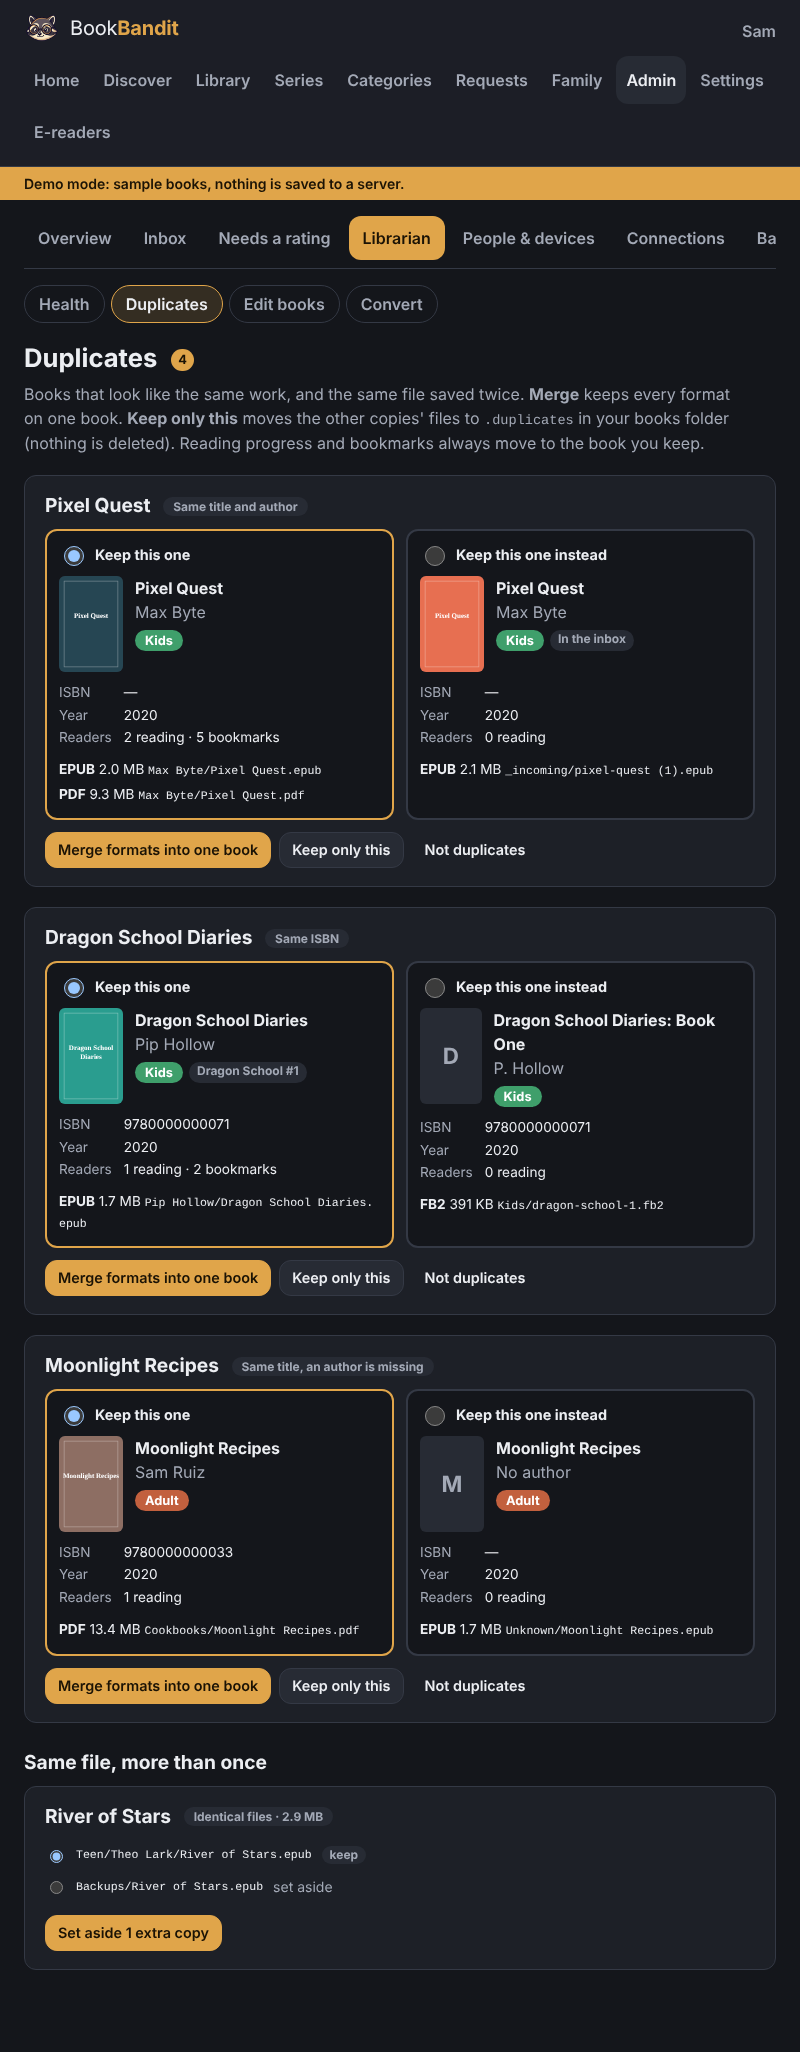 BookBandit
Sam
Home Discover Library Series Categories Requests Family Admin Settings
E-readers
Demo mode: sample books, nothing is saved to a server.
Overview Inbox Needs a rating Librarian People & devices Connections Ba
Health Duplicates Edit books Convert
Duplicates 4
Books that look like the same work, and the same file saved twice. Merge keeps every format
on one book. Keep only this moves the other copies' files to .duplicates in your books folder
(nothing is deleted). Reading progress and bookmarks always move to the book you keep.
Pixel Quest Same title and author
Keep this one
Pixel Quest
Pixel Quest
Max Byte
Kids
ISBN —
Year 2020
Readers 2 reading · 5 bookmarks
EPUB 2.0 MB Max Byte/Pixel Quest.epub
PDF 9.3 MB Max Byte/Pixel Quest.pdf
Keep this one instead
Pixel Quest
Pixel Quest
Max Byte
Kids In the inbox
ISBN —
Year 2020
Readers 0 reading
EPUB 2.1 MB _incoming/pixel-quest (1).epub
Merge formats into one book Keep only this Not duplicates
Dragon School Diaries Same ISBN
Keep this one
Dragon School
Diaries
Dragon School Diaries
Pip Hollow
Kids Dragon School #1
ISBN 9780000000071
Year 2020
Readers 1 reading · 2 bookmarks
EPUB 1.7 MB Pip Hollow/Dragon School Diaries.
epub
Keep this one instead
D
Dragon School Diaries: Book
One
P. Hollow
Kids
ISBN 9780000000071
Year 2020
Readers 0 reading
FB2 391 KB Kids/dragon-school-1.fb2
Merge formats into one book Keep only this Not duplicates
Moonlight Recipes Same title, an author is missing
Keep this one
Moonlight Recipes
Moonlight Recipes
Sam Ruiz
Adult
ISBN 9780000000033
Year 2020
Readers 1 reading
PDF 13.4 MB Cookbooks/Moonlight Recipes.pdf
Keep this one instead
M
Moonlight Recipes
No author
Adult
ISBN —
Year 2020
Readers 0 reading
EPUB 1.7 MB Unknown/Moonlight Recipes.epub
Merge formats into one book Keep only this Not duplicates
Same file, more than once
River of Stars Identical files · 2.9 MB
Teen/Theo Lark/River of Stars.epub keep
Backups/River of Stars.epub set aside
Set aside 1 extra copy